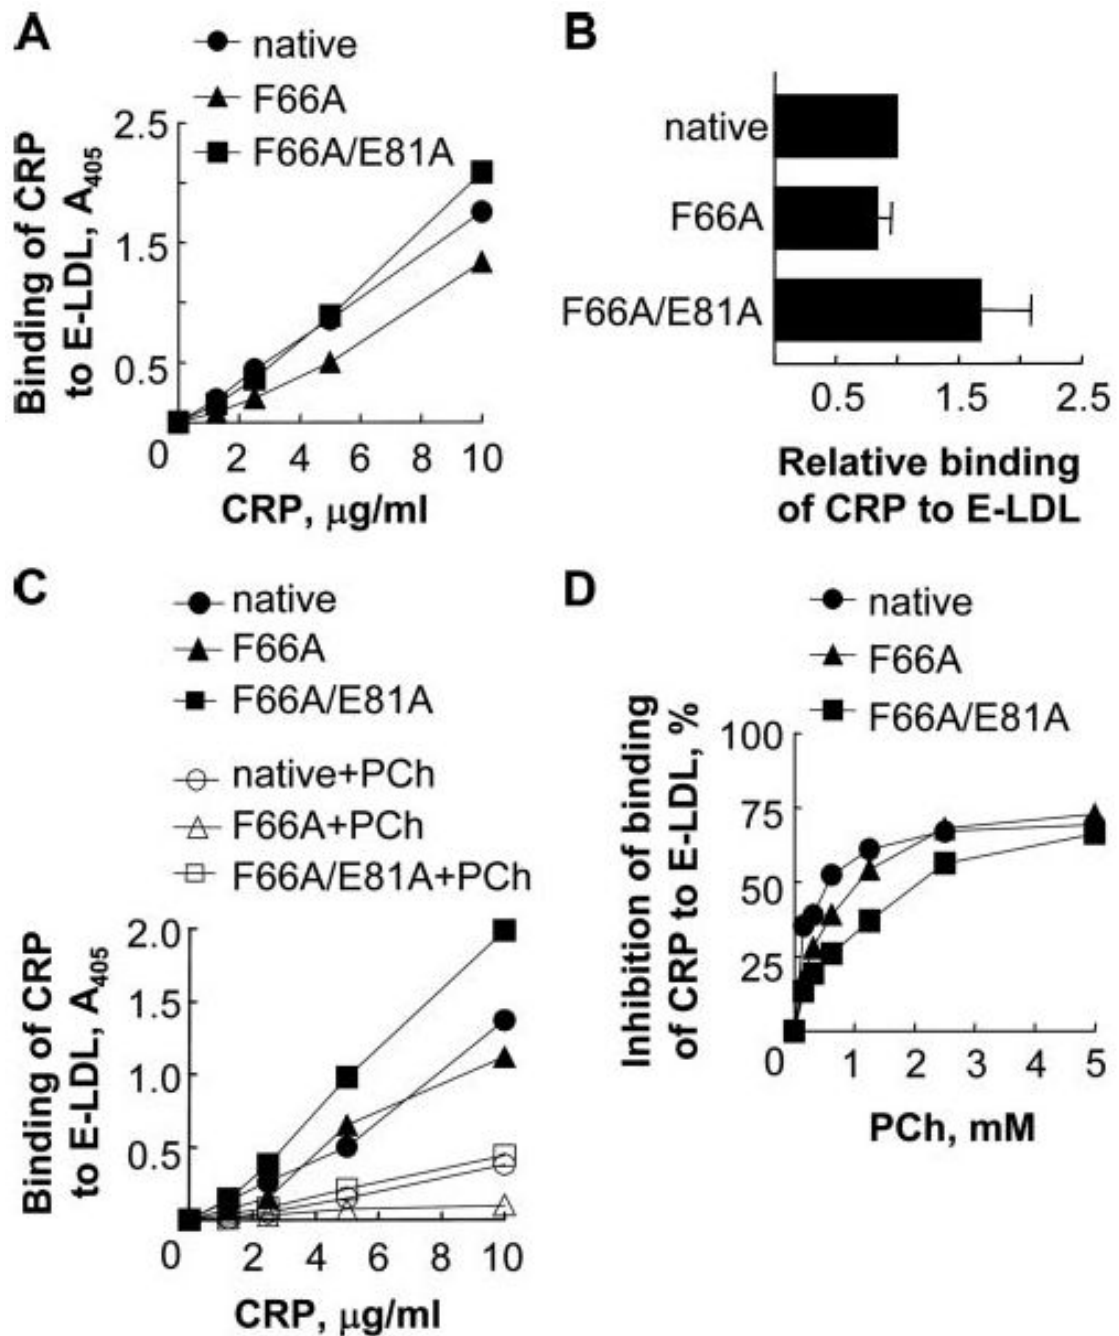 A
native
F66A
F66A/E81A
Binding of CRP
to E-LDL, A405
2.5
1.5
0.5
0 2 4 6 8 10
CRP, µg/ml
B
native
F66A
F66A/E81A
0.5 1.5 2.5
Relative binding
of CRP to E-LDL
C
native
F66A
F66A/E81A
native+PCh
F66A+PCh
F66A/E81A+PCh
Binding of CRP
to E-LDL, A405
2.0
1.5
1.0
0.5
0 2 4 6 8 10
CRP, µg/ml
D
native
F66A
F66A/E81A
Inhibition of binding
of CRP to E-LDL, %
100
75
50
25
0 1 2 3 4 5
PCh, mM